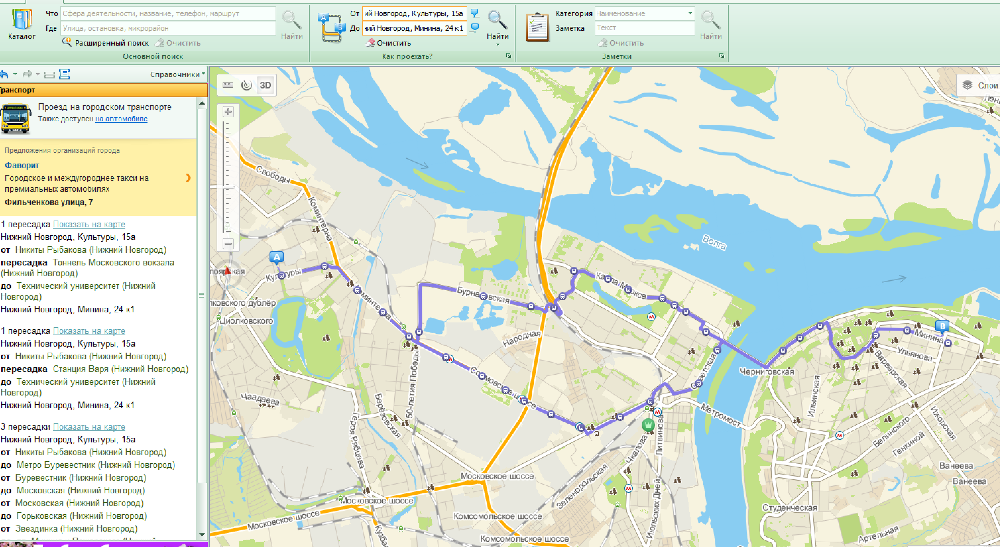 Каталог
Что
Сфера деятельности, название, телефон, маршрут
Где
Улица, остановка, микрорайон
Найти
Расширенный поиск
Очистить
Основной поиск
От
ий Новгород, Культуры, 15а
До
ний Новгород, Минина, 24 к1
Найти
Очистить
Как проехать?
Категория
Наименование
Заметка
Текст
Найти
Очистить
Заметки
Справочники
Транспорт
Проезд на городском транспорте
Также доступен на автомобиле.
Предложения организаций города
Фаворит
Городское и междугороднее такси на
премиальных автомобилях
Фильченкова улица, 7
1 пересадка Показать на карте
Нижний Новгород, Культуры, 15а
от Никиты Рыбакова (Нижний Новгород)
пересадка Тоннель Московского вокзала
(Нижний Новгород)
до Технический университет (Нижний
Новгород)
Нижний Новгород, Минина, 24 к1
1 пересадка Показать на карте
Нижний Новгород, Культуры, 15а
от Никиты Рыбакова (Нижний Новгород)
пересадка Станция Варя (Нижний Новгород)
до Технический университет (Нижний
Новгород)
Нижний Новгород, Минина, 24 к1
3 пересадки Показать на карте
Нижний Новгород, Культуры, 15а
от Никиты Рыбакова (Нижний Новгород)
до Метро Буревестник (Нижний Новгород)
от Буревестник (Нижний Новгород)
до Московская (Нижний Новгород)
от Московская (Нижний Новгород)
до Горьковская (Нижний Новгород)
от Звездинка (Нижний Новгород)
3D
Слои
Свободы
Коминтерна
A
Культуры
лоярская
лковского дублёр
Циолковского
Коминтерна
Бурнаковская
Карла Маркса
Волга
Народная
50-летия Победы
Сормовское шоссе
Советская
Черниговская
B
Минина
Ульянова
Варварская
Чаадаева
Берёзовская
Героя Рябцева
Метромост
Ильинская
Ижорская
Белинского
Генкиной
Ванеева
Ванеева
Чкалова
Литвинова
Московское шоссе
Московское шоссе
Московское шоссе
Зеленодольская
Июльских Дней
Студенческая
Комсомольское шоссе
Комсомольское шоссе
Артельная
Кузбас